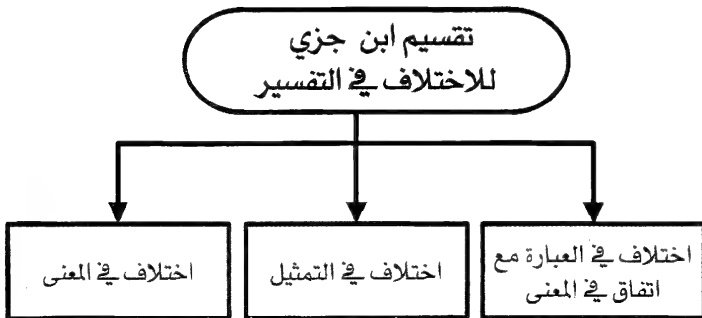 تقسيم ابن جزي
للاختلاف في التفسير
اختلاف في العبارة مع
اتفاق في المعنى
اختلاف في التمثيل
اختلاف في المعنى